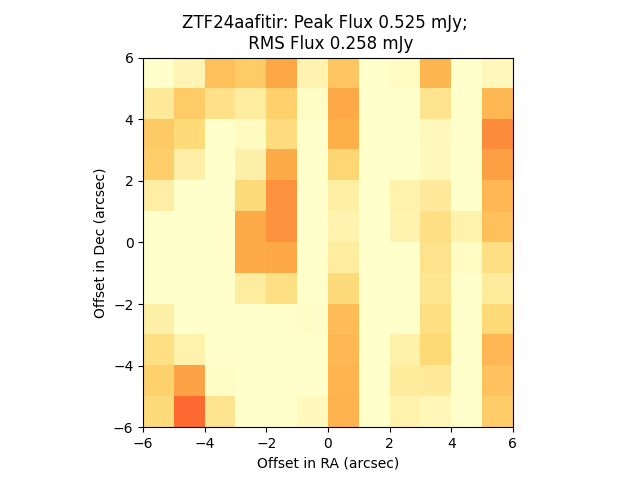 ZTF24aafitir: Peak Flux 0.525 mJy;
RMS Flux 0.258 mJy
6
4
2
0
−2
−4
−6
Offset in Dec (arcsec)
−6 −4 −2 0 2 4 6
Offset in RA (arcsec)